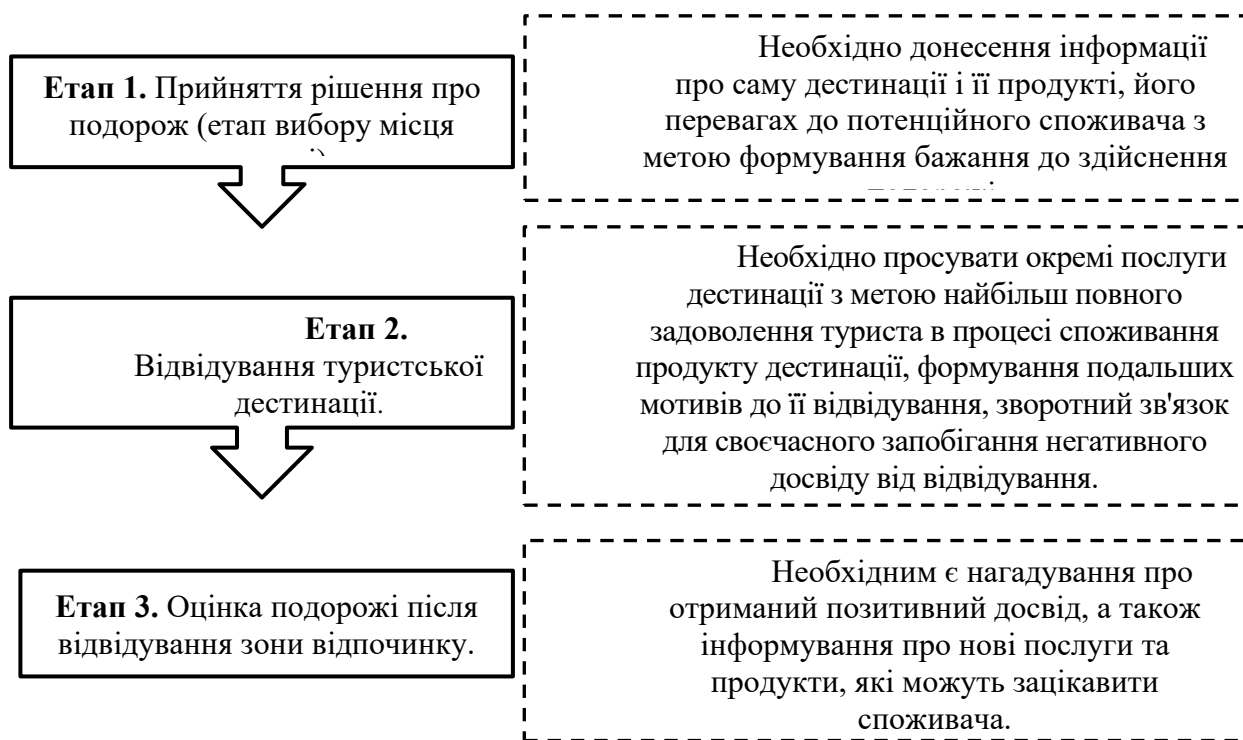 Етап 1. Прийняття рішення про
подорож (етап вибору місця
Необхідно донесення інформації
про саму дестинації і її продукті, його
перевагах до потенційного споживача з
метою формування бажання до здійснення
Етап 2.
Відвідування туристської
дестинації.
Необхідно просувати окремі послуги
дестинації з метою найбільш повного
задоволення туриста в процесі споживання
продукту дестинації, формування подальших
мотивів до її відвідування, зворотний зв'язок
для своєчасного запобігання негативного
досвіду від відвідування.
Етап 3. Оцінка подорожі після
відвідування зони відпочинку.
Необхідним є нагадування про
отриманий позитивний досвід, а також
інформування про нові послуги та
продукти, які можуть зацікавити
споживача.